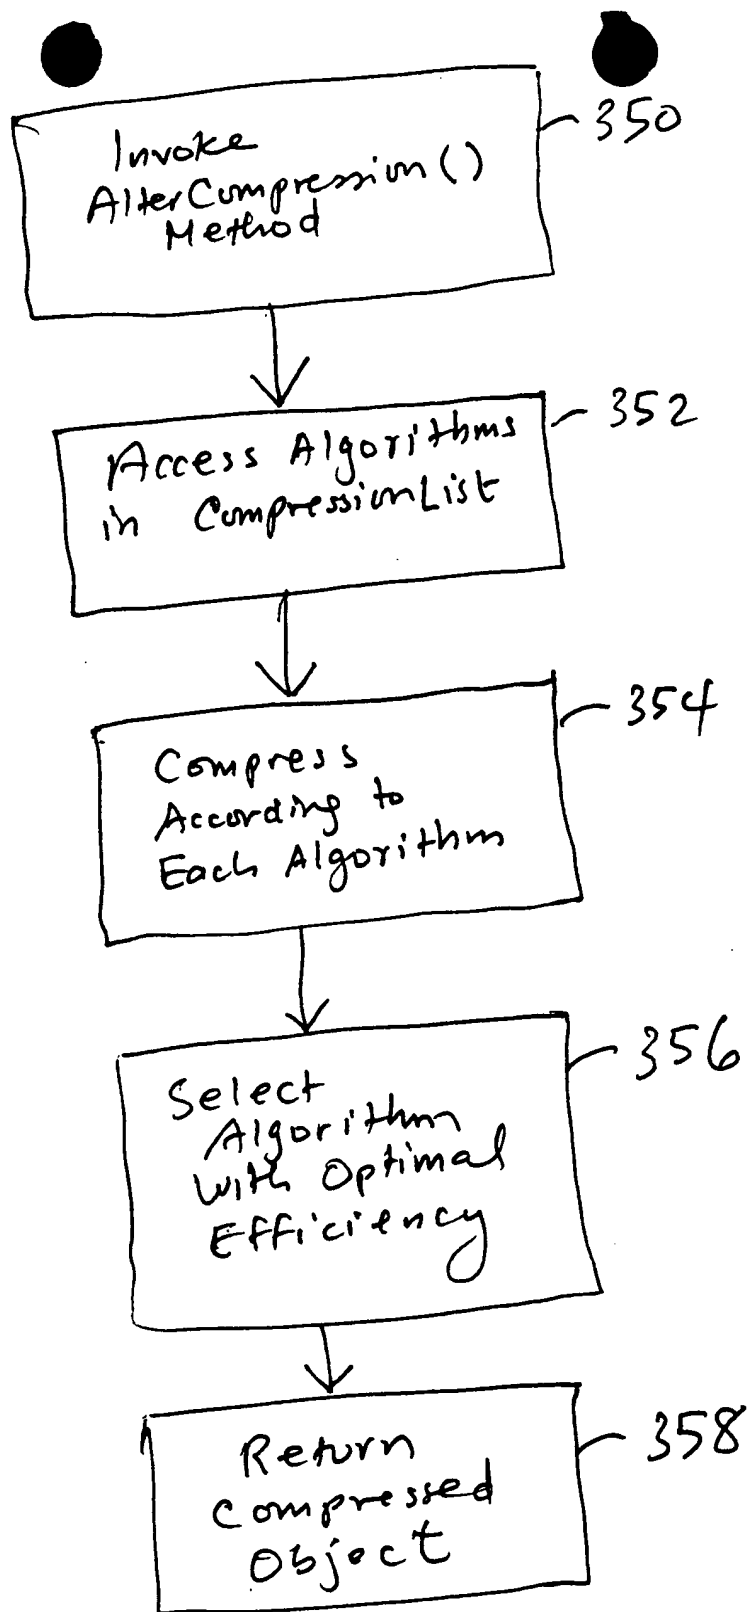 Invoke
AlterCompression()
Method
350
Access Algorithms
in CompressionList
352
Compress
According to
Each Algorithm
354
Select
Algorithm
With Optimal
Efficiency
356
Return
Compressed
Object
358